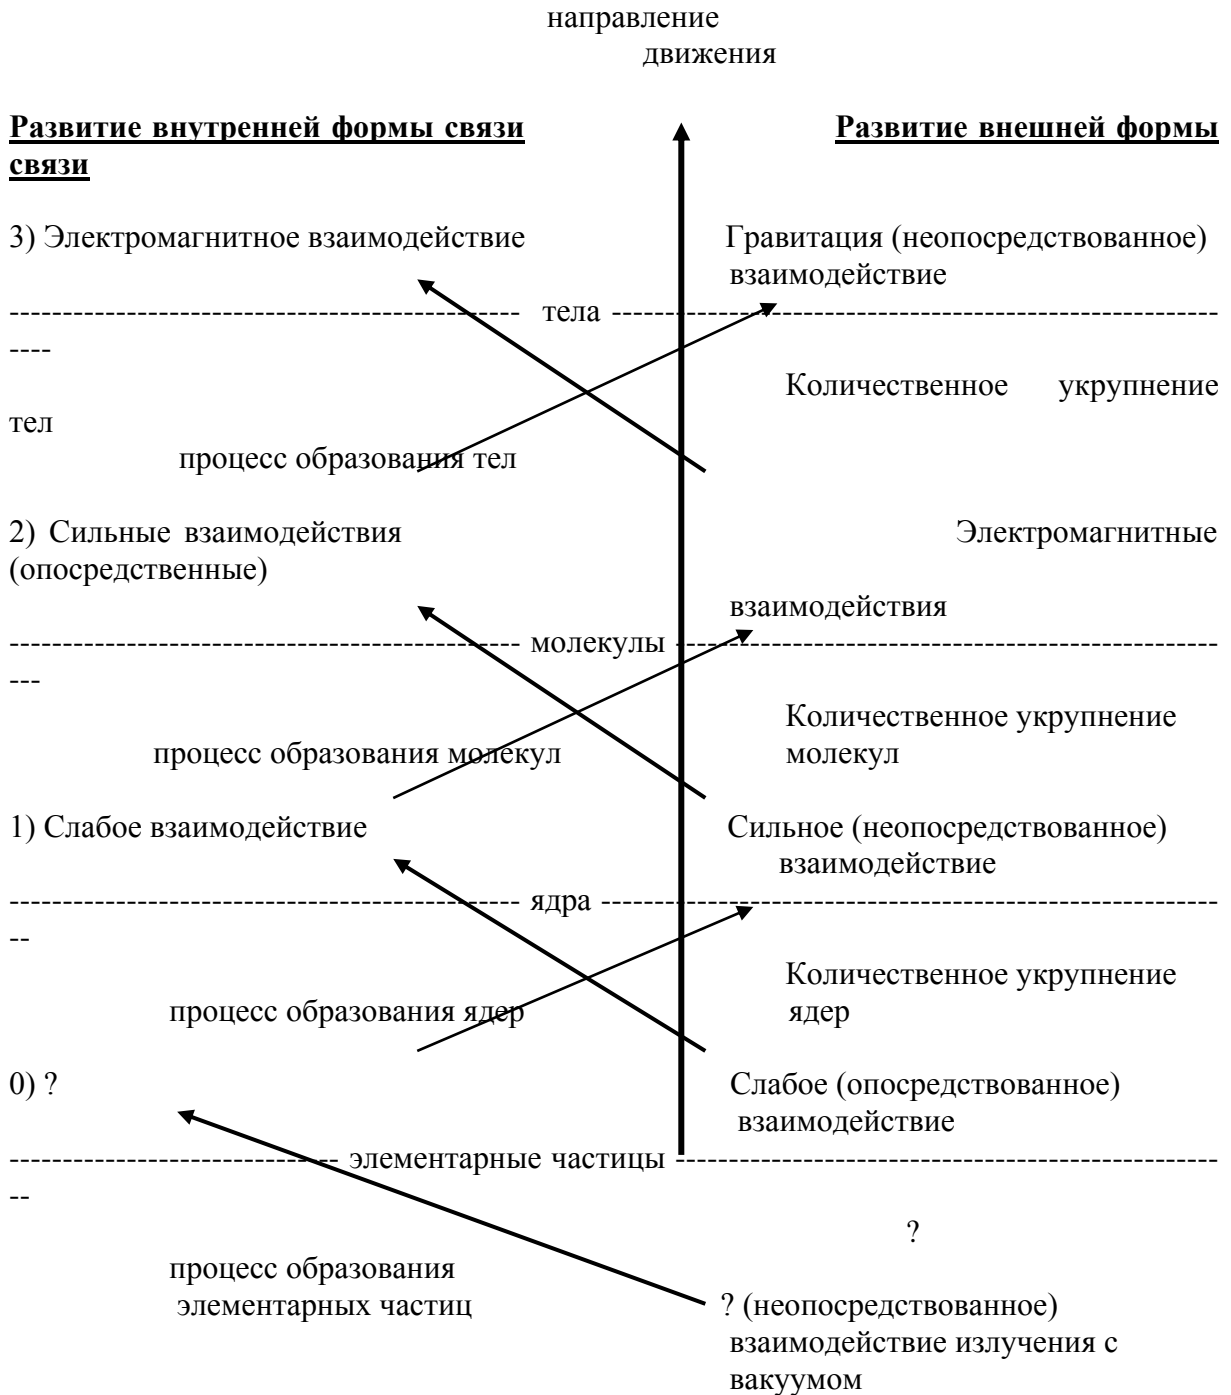 направление
движения
Развитие внутренней формы связи Развитие внешней формы
связи
3) Электромагнитное взаимодействие Гравитация (неопосредствованное)
взаимодействие
----------------------------------------- тела -----------------------------------------
----
Количественное укрупнение
тел
процесс образования тел
2) Сильные взаимодействия Электромагнитные
(опосредственные)
взаимодействия
----------------------------------------- молекулы -----------------------------------------
---
Количественное укрупнение
процесс образования молекул молекул
1) Слабое взаимодействие Сильное (неопосредствованное)
взаимодействие
----------------------------------------- ядра -----------------------------------------
--
Количественное укрупнение
процесс образования ядер ядер
0) ? Слабое (опосредствованное)
взаимодействие
--------------------------- элементарные частицы -----------------------------------------
--
?
процесс образования
элементарных частиц ? (неопосредствованное)
взаимодействие излучения с
вакуумом